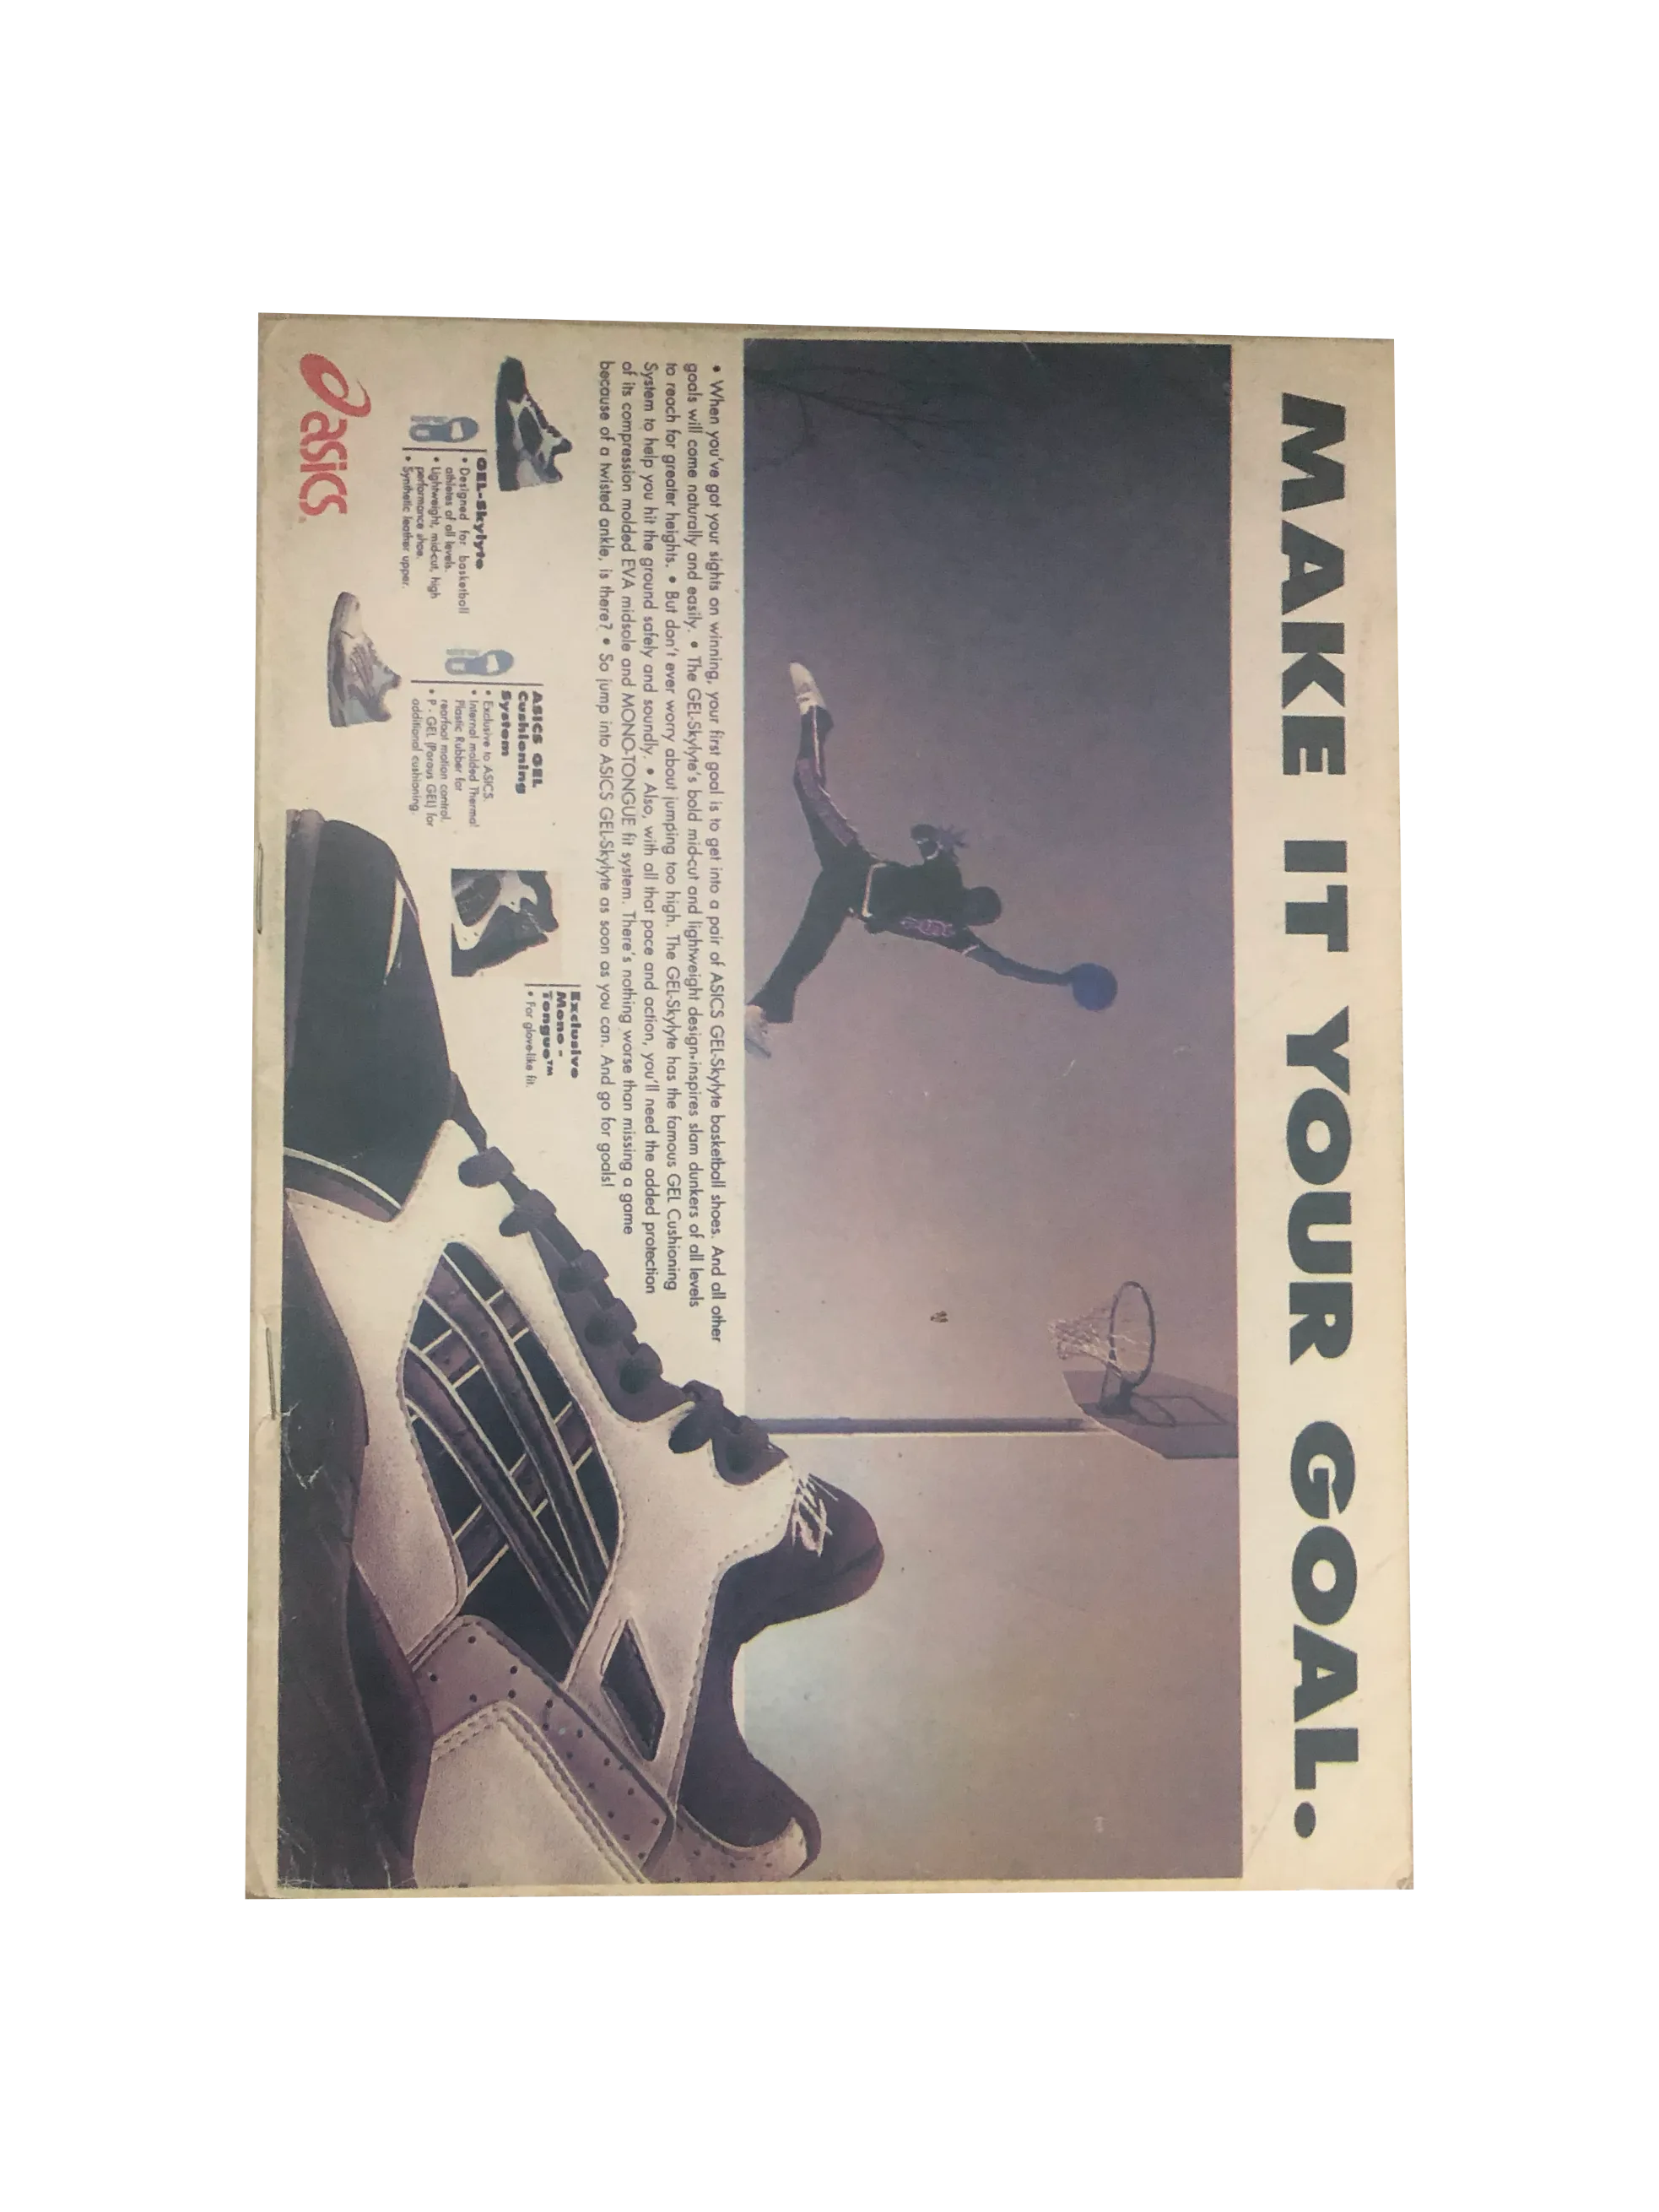 MAKE IT YOUR GOAL.
• When you've got your sights on winning, your first goal is to get into a pair of ASICS GEL-Skylyte basketball shoes. And all other
goals will come naturally and easily. • The GEL-Skylyte's bold mid-cut and lightweight design inspires slam dunkers of all levels
to reach for greater heights. • But don't ever worry about jumping too high. The GEL-Skylyte has the famous GEL Cushioning
System to help you hit the ground safely and soundly. • Also, with all that pace and action, you'll need the added protection
of its compression molded EVA midsole and MONO-TONGUE fit system. There's nothing worse than missing a game
because of a twisted ankle, is there? • So jump into ASICS GEL-Skylyte as soon as you can. And go for goals!
GEL-Skylyte
• Designed for basketball
athletes of all levels.
• Lightweight, mid-cut, high
performance shoe.
• Synthetic leather upper.
ASICS GEL
Cushioning
System
• Exclusive to ASICS.
• Internal molded Thermal
Plastic Rubber for
rearfoot motion control.
• P - GEL (Porous GEL) for
additional cushioning.
Exclusive
Mono-
Tongue™
• For glove-like fit.
asics.